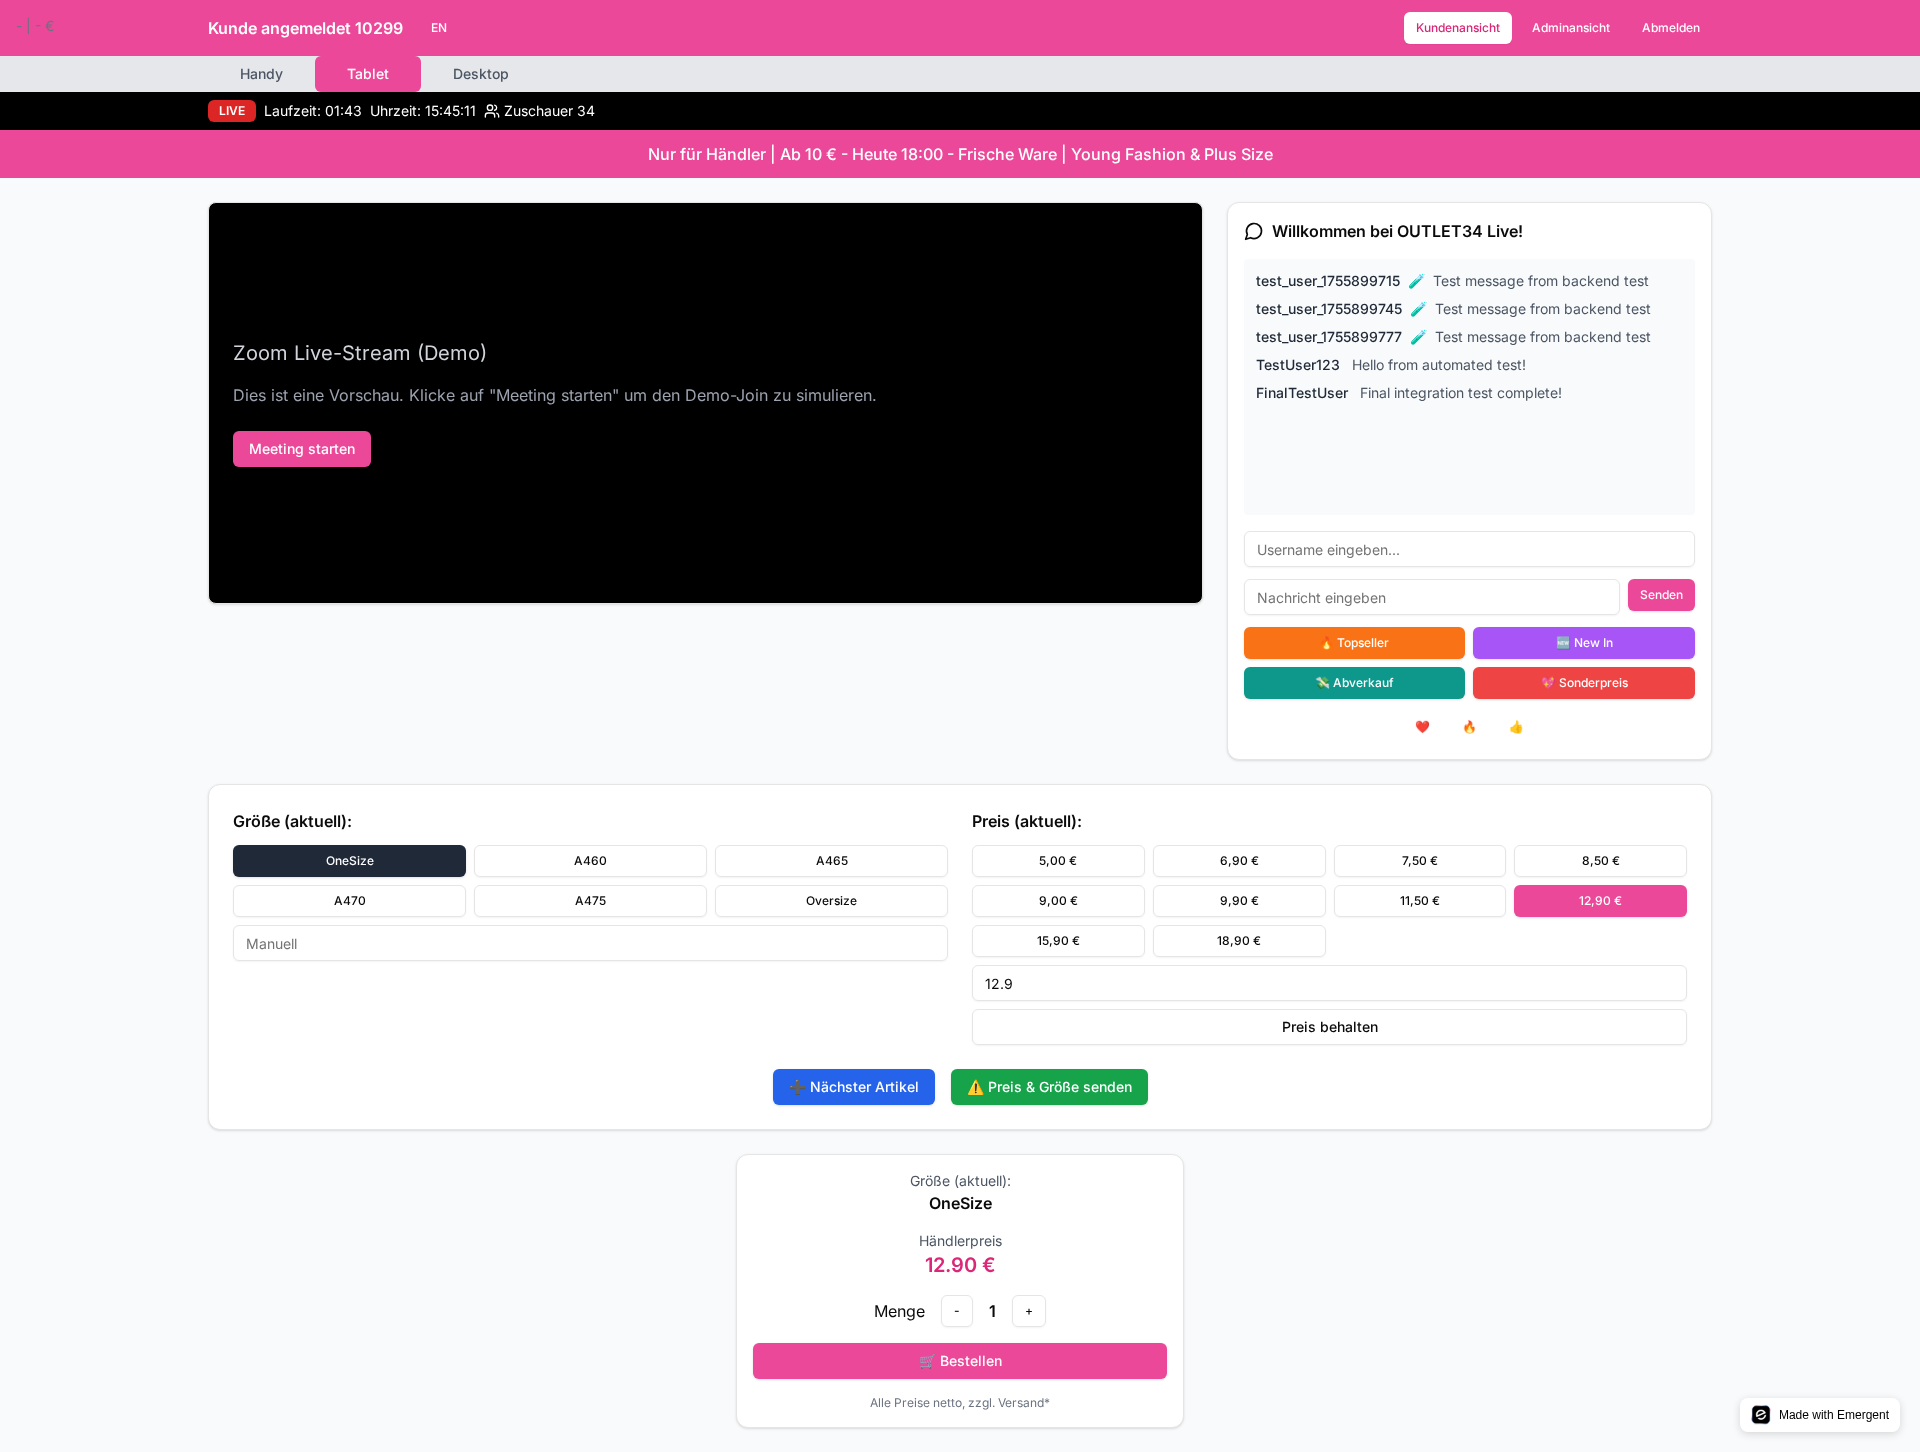 - | - €
Kunde angemeldet 10299
EN
Kundenansicht
Adminansicht
Abmelden
Handy
Tablet
Desktop
LIVE
Laufzeit: 01:43
Uhrzeit: 15:45:11
Zuschauer 34
Nur für Händler | Ab 10 € - Heute 18:00 - Frische Ware | Young Fashion & Plus Size
Zoom Live-Stream (Demo)
Dies ist eine Vorschau. Klicke auf "Meeting starten" um den Demo-Join zu simulieren.
Meeting starten
Willkommen bei OUTLET34 Live!
test_user_1755899715 🧪 Test message from backend test
test_user_1755899745 🧪 Test message from backend test
test_user_1755899777 🧪 Test message from backend test
TestUser123 Hello from automated test!
FinalTestUser Final integration test complete!
Username eingeben...
Nachricht eingeben
Senden
🔥 Topseller
🆕 New In
💸 Abverkauf
💖 Sonderpreis
❤️ 🔥 👍
Größe (aktuell):
OneSize
A460
A465
A470
A475
Oversize
Manuell
Preis (aktuell):
5,00 €
6,90 €
7,50 €
8,50 €
9,00 €
9,90 €
11,50 €
12,90 €
15,90 €
18,90 €
12.9
Preis behalten
➕ Nächster Artikel
⚠️ Preis & Größe senden
Größe (aktuell):
OneSize
Händlerpreis
12.90 €
Menge
-
1
+
🛒 Bestellen
Alle Preise netto, zzgl. Versand*
Made with Emergent